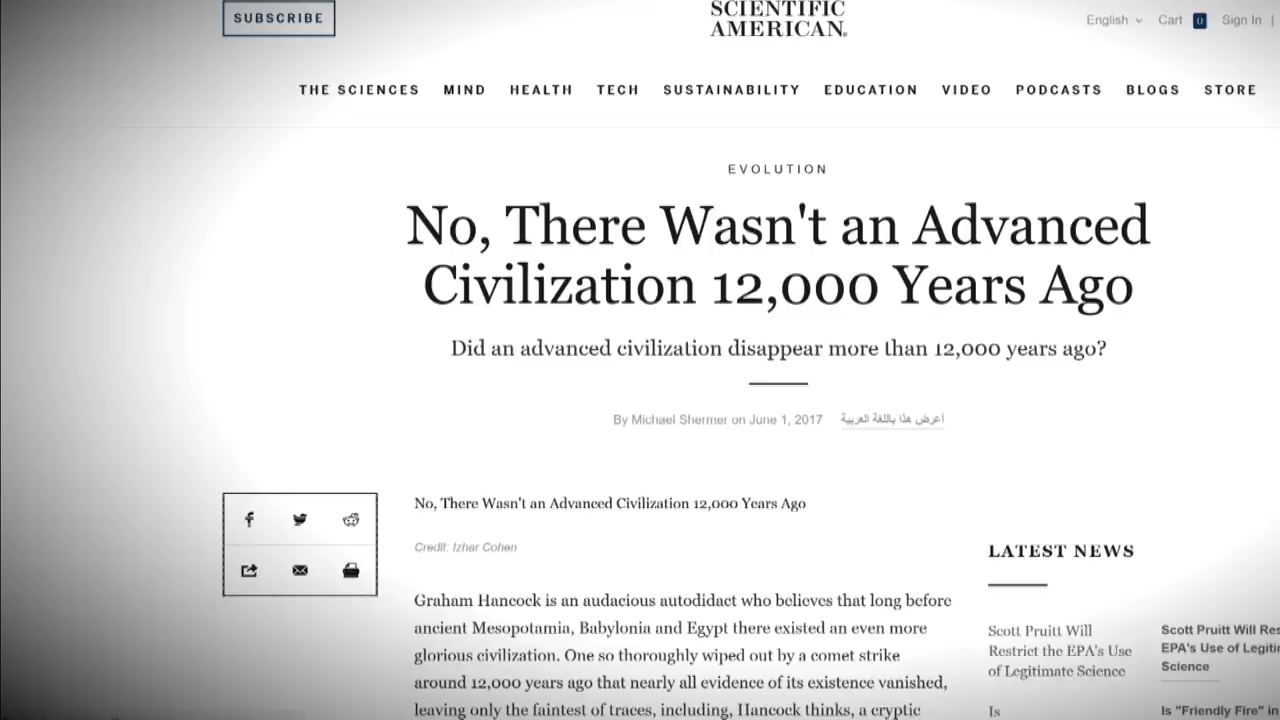 SUBSCRIBE
SCIENTIFIC
AMERICAN
English
Cart 0
Sign In |
THE SCIENCES MIND HEALTH TECH SUSTAINABILITY EDUCATION VIDEO PODCASTS BLOGS STORE
EVOLUTION
No, There Wasn't an Advanced
Civilization 12,000 Years Ago
Did an advanced civilization disappear more than 12,000 years ago?
By Michael Shermer on June 1, 2017 أعرض هذا باللغة العربية
No, There Wasn't an Advanced Civilization 12,000 Years Ago
Credit: Izhar Cohen
Graham Hancock is an audacious autodidact who believes that long before
ancient Mesopotamia, Babylonia and Egypt there existed an even more
glorious civilization. One so thoroughly wiped out by a comet strike
around 12,000 years ago that nearly all evidence of its existence vanished,
leaving only the faintest of traces, including, Hancock thinks, a cryptic
LATEST NEWS
Scott Pruitt Will
Restrict the EPA's Use
of Legitimate Science
Is
Scott Pruitt Will Res
EPA's Use of Legitin
Science
Is "Friendly Fire" in